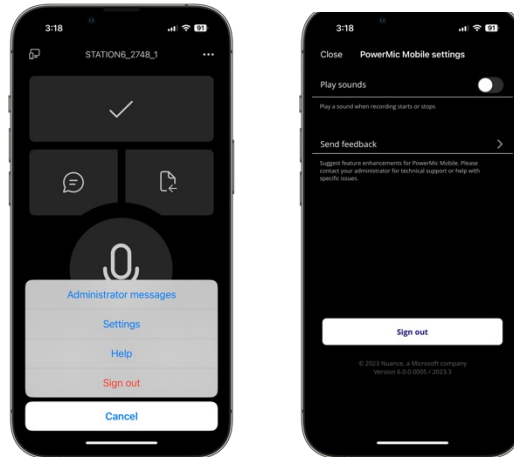 3:18
91
STATION6_2748_1
Administrator messages
Settings
Help
Sign out
Cancel
3:18
91
Close PowerMic Mobile settings
Play sounds
Play a sound when recording starts or stops
Send feedback
Suggest feature enhancements for PowerMic Mobile. Please
contact your administrator for technical support or help with
specific issues.
Sign out
© 2023 Nuance, a Microsoft company
Version 6.0.0.0005 / 2023.3